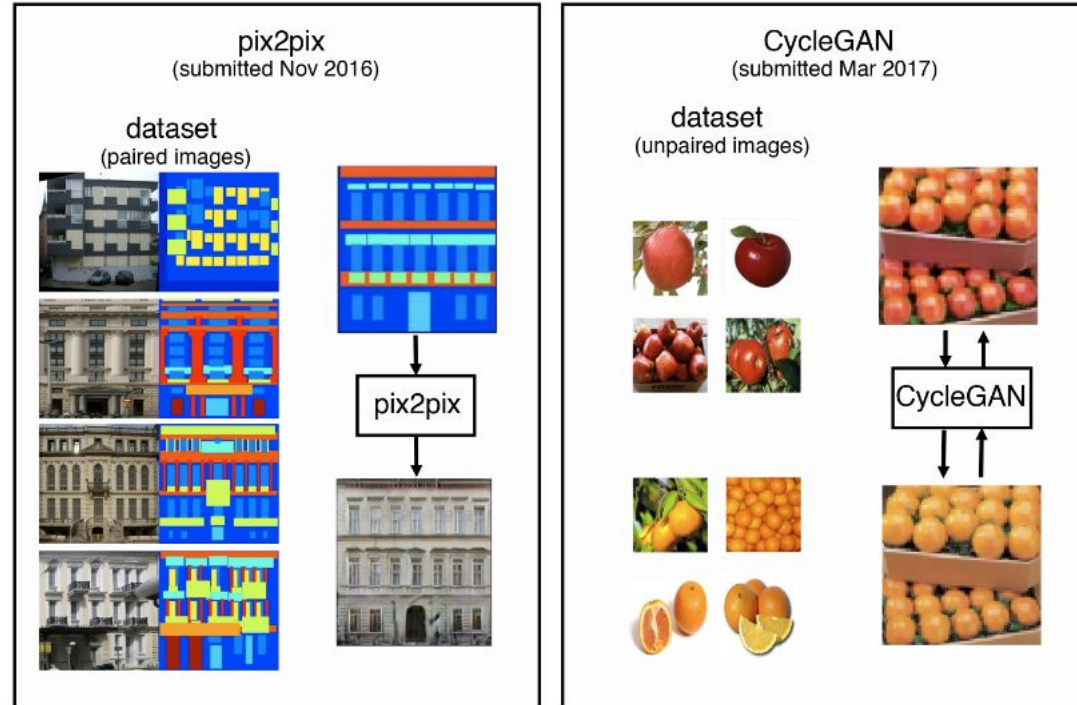 pix2pix
(submitted Nov 2016)
dataset
(paired images)
pix2pix
CycleGAN
(submitted Mar 2017)
dataset
(unpaired images)
CycleGAN